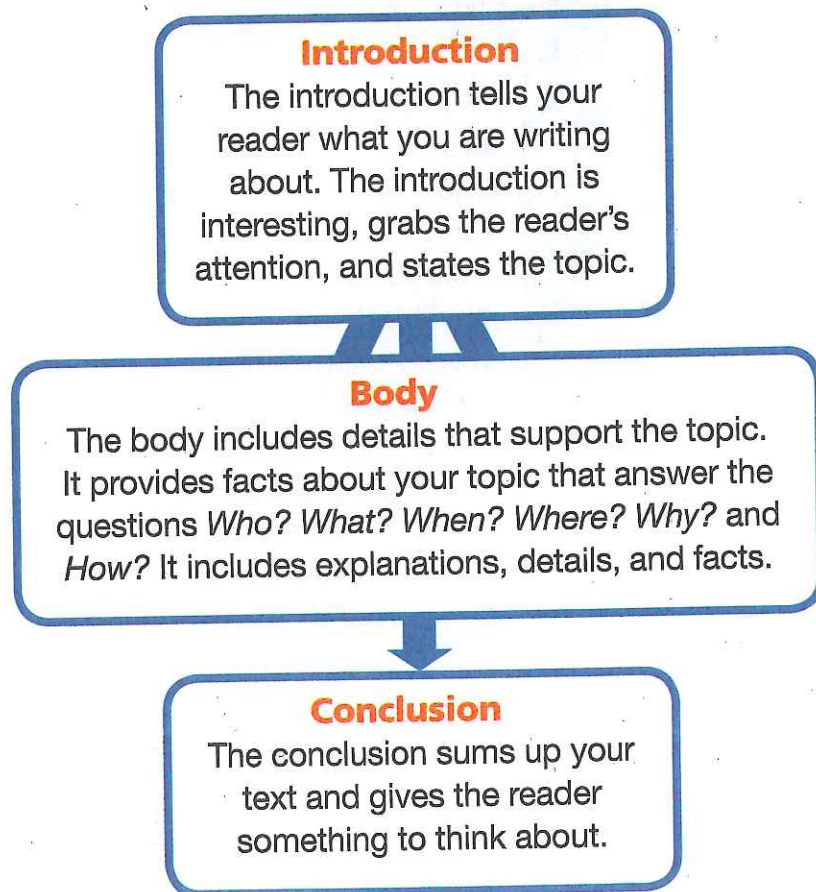 Introduction
The introduction tells your
reader what you are writing
about. The introduction is
interesting, grabs the reader's
attention, and states the topic.
Body
The body includes details that support the topic.
It provides facts about your topic that answer the
questions Who? What? When? Where? Why? and
How? It includes explanations, details, and facts.
Conclusion
The conclusion sums up your
text and gives the reader
something to think about.